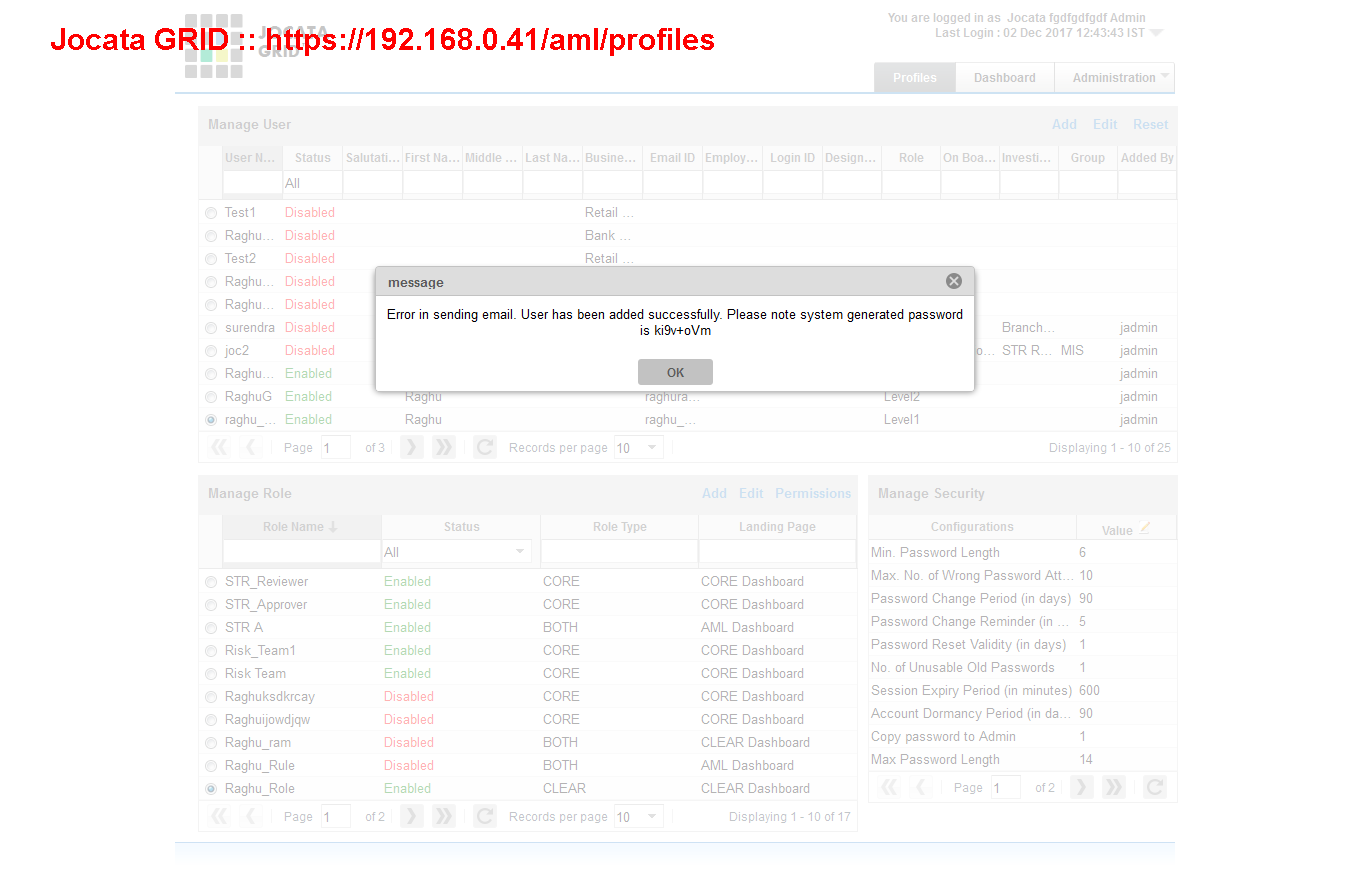 You are logged in as Jocata fgdfgdfgdf Admin
Last Login : 02 Dec 2017 12:43:43 IST
Jocata GRID :: https://192.168.0.41/aml/profiles
JOCATA
GRID
Profiles Dashboard Administration
Manage User Add Edit Reset
User N... Status Salutati... First Na... Middle ... Last Na... Busine... Email ID Employ... Login ID Design... Role On Boa... Investi... Group Added By
All
Test1 Disabled Retail ...
Raghu... Disabled Bank ...
Test2 Disabled Retail ...
Raghu... Disabled
Raghu... Disabled
surendra Disabled Branch... jadmin
joc2 Disabled o... STR R... MIS jadmin
Raghu... Enabled jadmin
RaghuG Enabled Raghu raghura... Level2 jadmin
raghu_... Enabled Raghu raghu_... Level1 jadmin
message
Error in sending email. User has been added successfully. Please note system generated password
is ki9v+oVm
OK
Page 1 of 3 Records per page 10 Displaying 1 - 10 of 25
Manage Role Add Edit Permissions
Role Name Status Role Type Landing Page
All
STR_Reviewer Enabled CORE CORE Dashboard
STR_Approver Enabled CORE CORE Dashboard
STR A Enabled BOTH AML Dashboard
Risk_Team1 Enabled CORE CORE Dashboard
Risk Team Enabled CORE CORE Dashboard
Raghuksdkrcay Disabled CORE CORE Dashboard
Raghuijowdjqw Disabled CORE CORE Dashboard
Raghu_ram Disabled BOTH CLEAR Dashboard
Raghu_Rule Disabled BOTH AML Dashboard
Raghu_Role Enabled CLEAR CLEAR Dashboard
Page 1 of 2 Records per page 10 Displaying 1 - 10 of 17
Manage Security
Configurations Value
Min. Password Length 6
Max. No. of Wrong Password Att... 10
Password Change Period (in days) 90
Password Change Reminder (in ... 5
Password Reset Validity (in days) 1
No. of Unusable Old Passwords 1
Session Expiry Period (in minutes) 600
Account Dormancy Period (in da... 90
Copy password to Admin 1
Max Password Length 14
Page 1 of 2